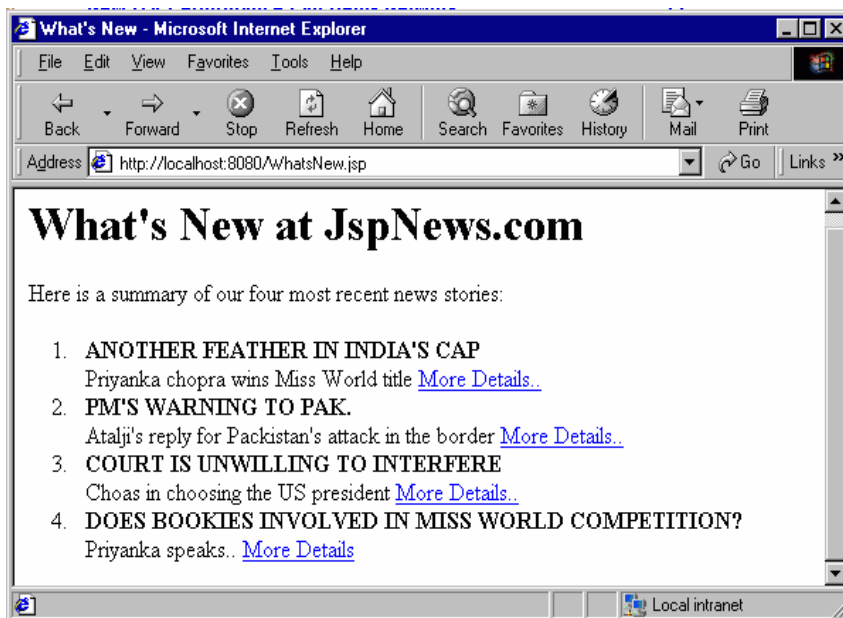 What's New - Microsoft Internet Explorer
File Edit View Favorites Tools Help
Back Forward Stop Refresh Home Search Favorites History Mail Print
Address http://localhost:8080/WhatsNew.jsp Go Links »
What's New at JspNews.com
Here is a summary of our four most recent news stories:
1. ANOTHER FEATHER IN INDIA'S CAP
Priyanka chopra wins Miss World title More Details..
2. PM'S WARNING TO PAK.
Atalji's reply for Packistan's attack in the border More Details..
3. COURT IS UNWILLING TO INTERFERE
Choas in choosing the US president More Details..
4. DOES BOOKIES INVOLVED IN MISS WORLD COMPETITION?
Priyanka speaks.. More Details
Local intranet